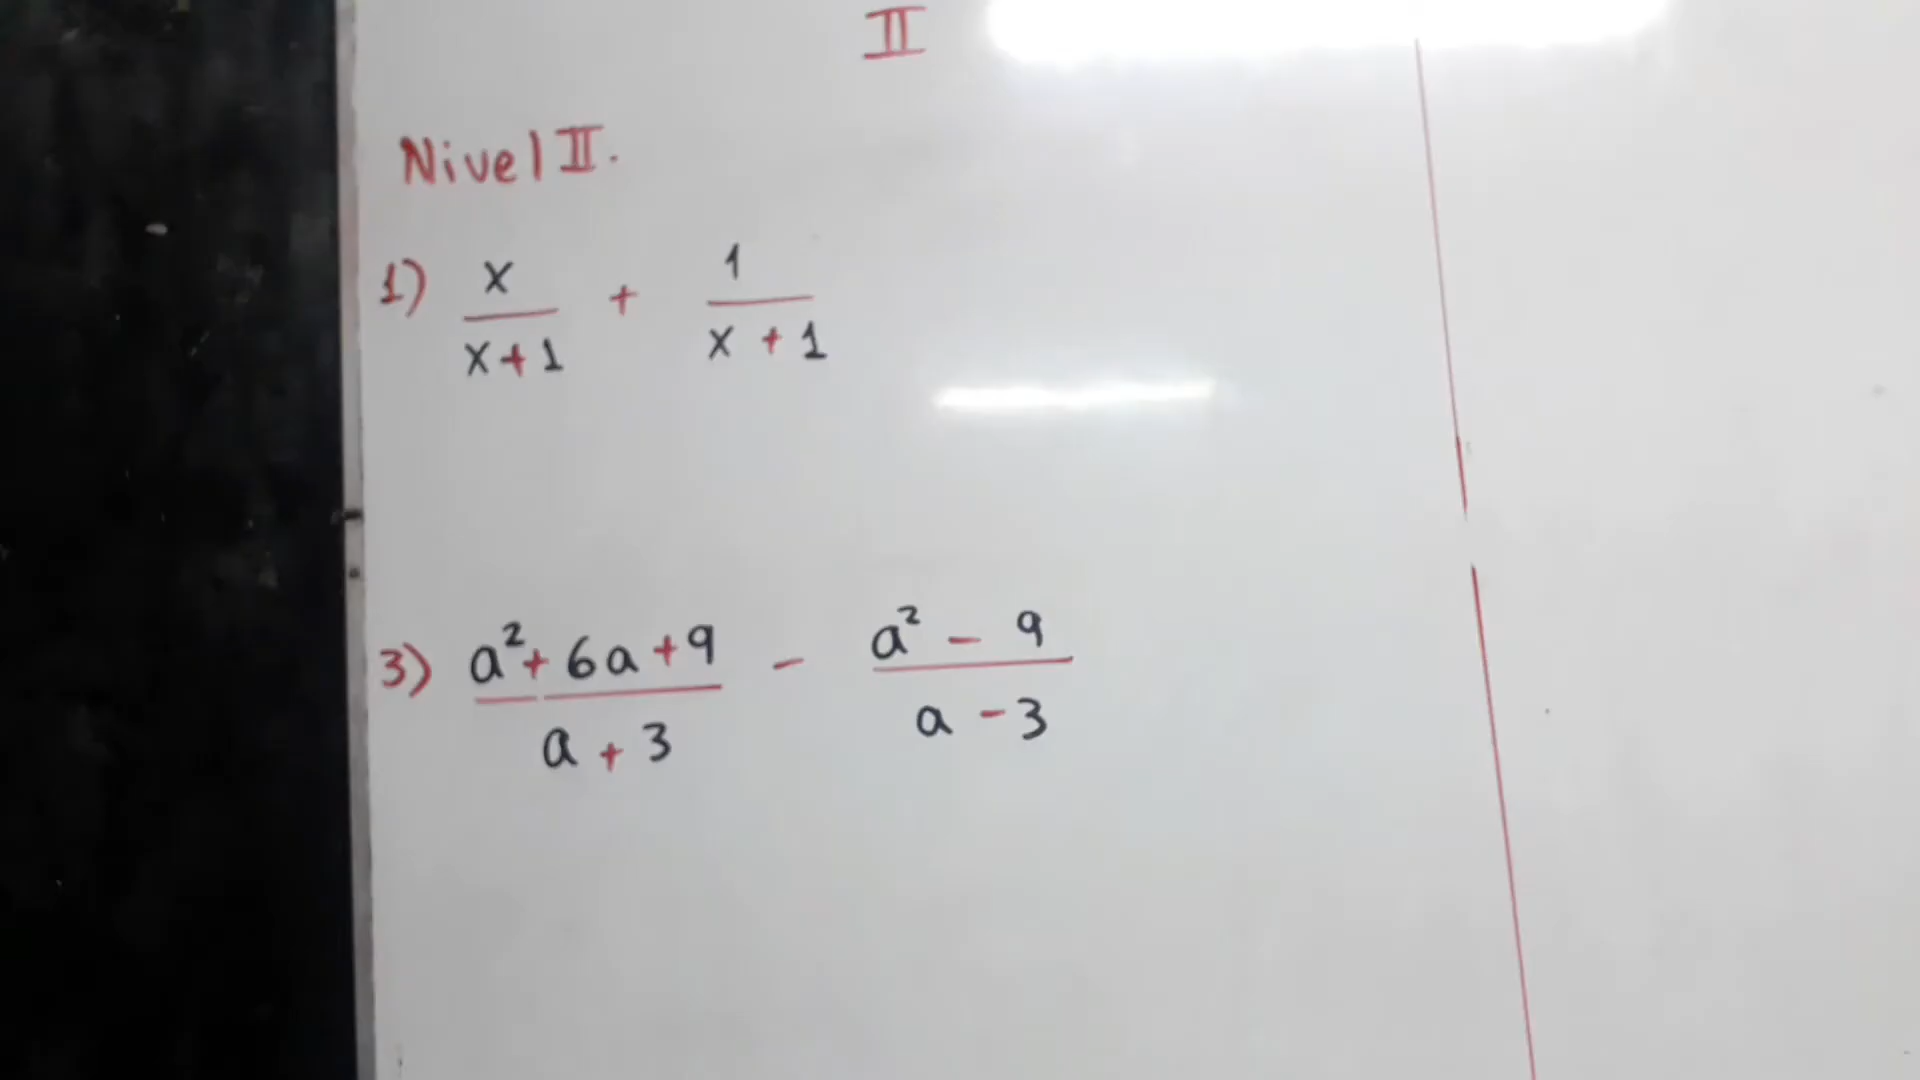 II
Nivel II.
1) x/(x+1) + 1/(x+1)
3) (a²+6a+9)/(a+3) - (a²-9)/(a-3)